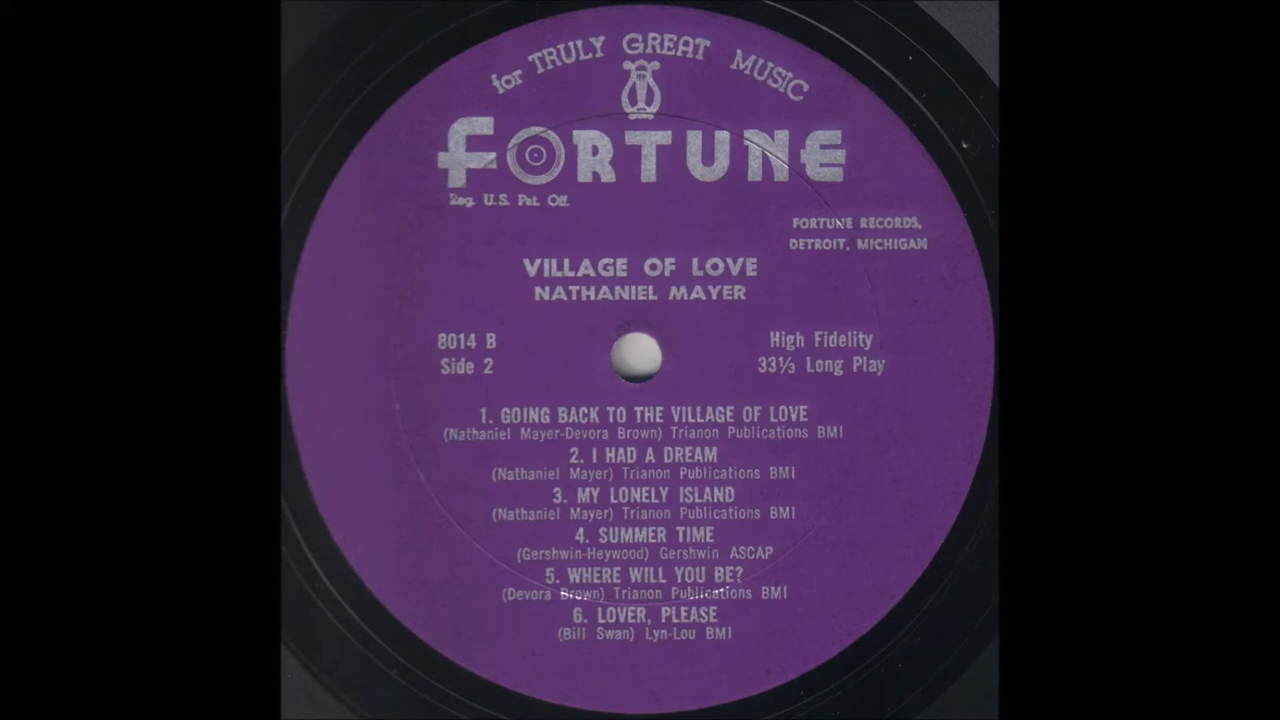 for TRULY GREAT MUSIC
FORTUNE
Reg. U.S. Pat. Off.
FORTUNE RECORDS,
DETROIT, MICHIGAN
VILLAGE OF LOVE
NATHANIEL MAYER
8014 B
Side 2
High Fidelity
33⅓ Long Play
1. GOING BACK TO THE VILLAGE OF LOVE
(Nathaniel Mayer-Devora Brown) Trianon Publications BMI
2. I HAD A DREAM
(Nathaniel Mayer) Trianon Publications BMI
3. MY LONELY ISLAND
(Nathaniel Mayer) Trianon Publications BMI
4. SUMMER TIME
(Gershwin-Heywood) Gershwin ASCAP
5. WHERE WILL YOU BE?
(Devora Brown) Trianon Publications BMI
6. LOVER, PLEASE
(Bill Swan) Lyn-Lou BMI